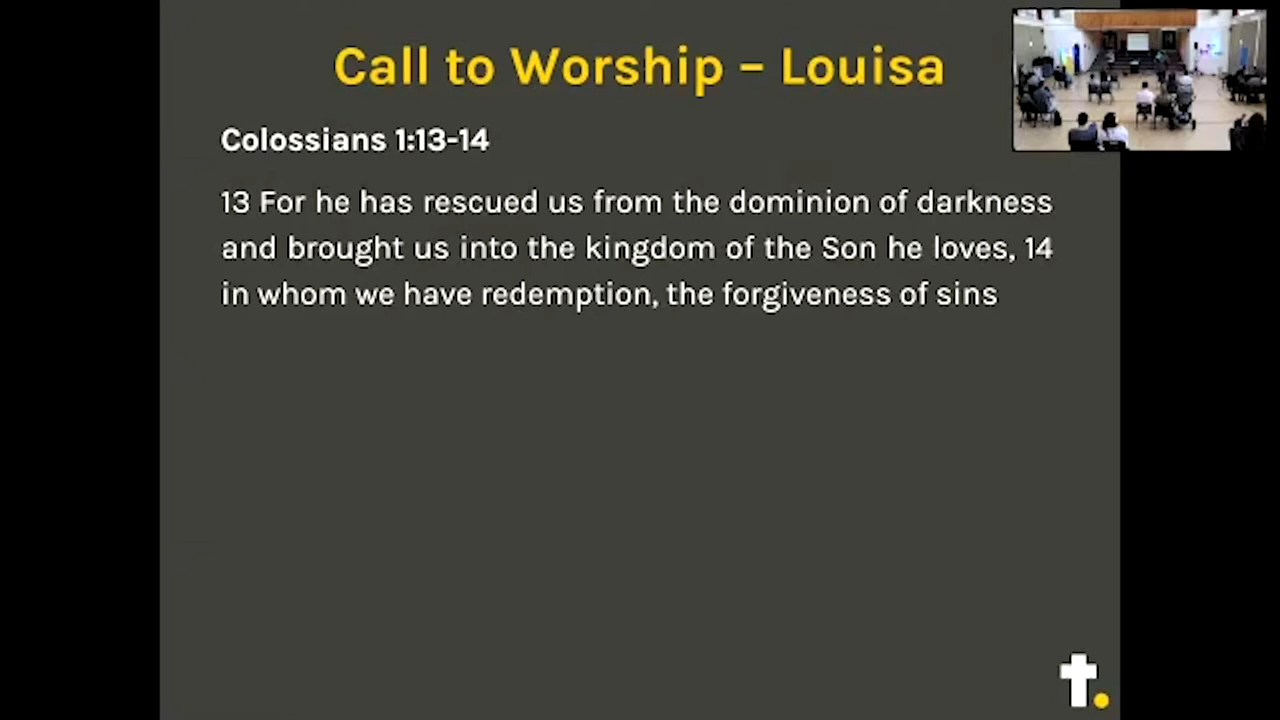 Call to Worship – Louisa
Colossians 1:13-14
13 For he has rescued us from the dominion of darkness
and brought us into the kingdom of the Son he loves, 14
in whom we have redemption, the forgiveness of sins